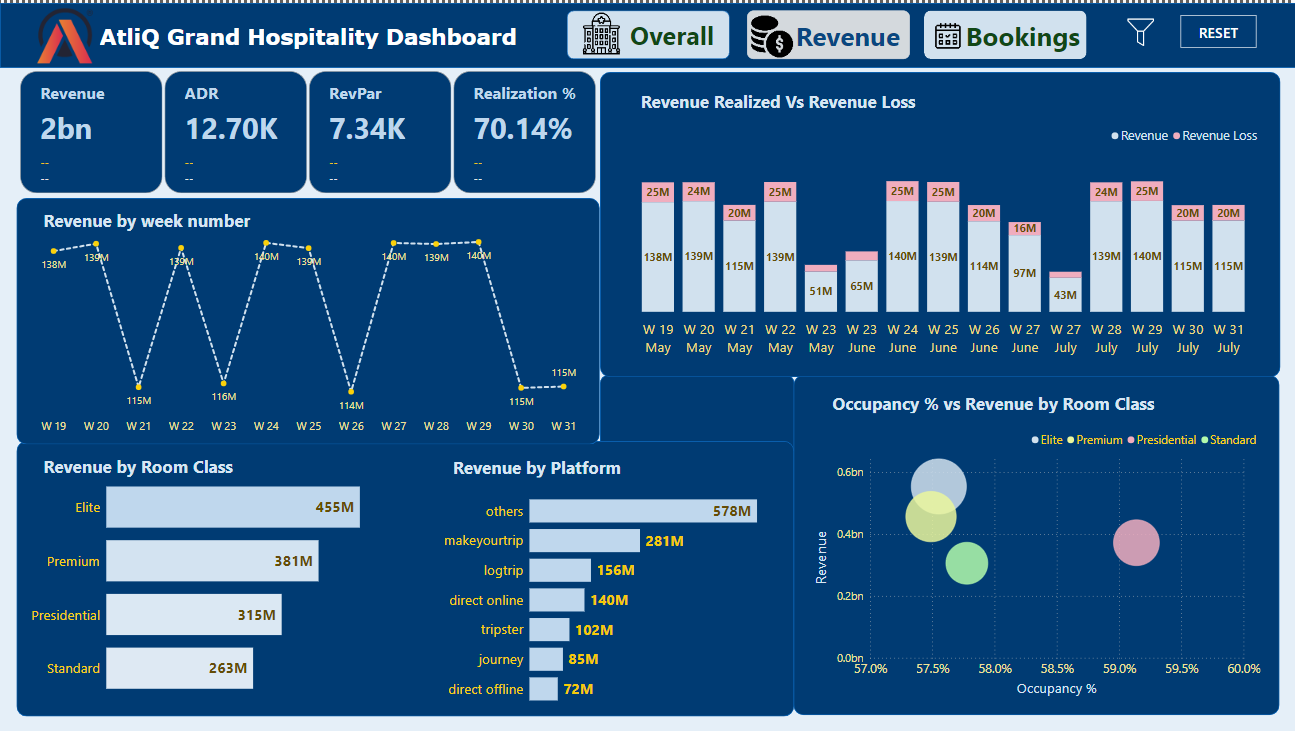 AtliQ Grand Hospitality Dashboard
Overall
Revenue
Bookings
RESET
Revenue
2bn
--
--
ADR
12.70K
--
--
RevPar
7.34K
--
--
Realization %
70.14%
--
--
Revenue Realized Vs Revenue Loss
Revenue Revenue Loss
25M 24M 20M 25M 25M 25M 20M 16M 24M 25M 20M 20M
138M 139M 115M 139M 51M 65M 140M 139M 114M 97M 43M 139M 140M 115M 115M
W 19 W 20 W 21 W 22 W 23 W 23 W 24 W 25 W 26 W 27 W 27 W 28 W 29 W 30 W 31
May May May May May June June June June June July July July July July
Revenue by week number
138M 139M 115M 139M 116M 140M 139M 114M 140M 139M 140M 115M 115M
W 19 W 20 W 21 W 22 W 23 W 24 W 25 W 26 W 27 W 28 W 29 W 30 W 31
Revenue by Room Class
Elite 455M
Premium 381M
Presidential 315M
Standard 263M
Revenue by Platform
others 578M
makeyourtrip 281M
logtrip 156M
direct online 140M
tripster 102M
journey 85M
direct offline 72M
Occupancy % vs Revenue by Room Class
Elite Premium Presidential Standard
Revenue
0.6bn
0.4bn
0.2bn
0.0bn
57.0% 57.5% 58.0% 58.5% 59.0% 59.5% 60.0%
Occupancy %